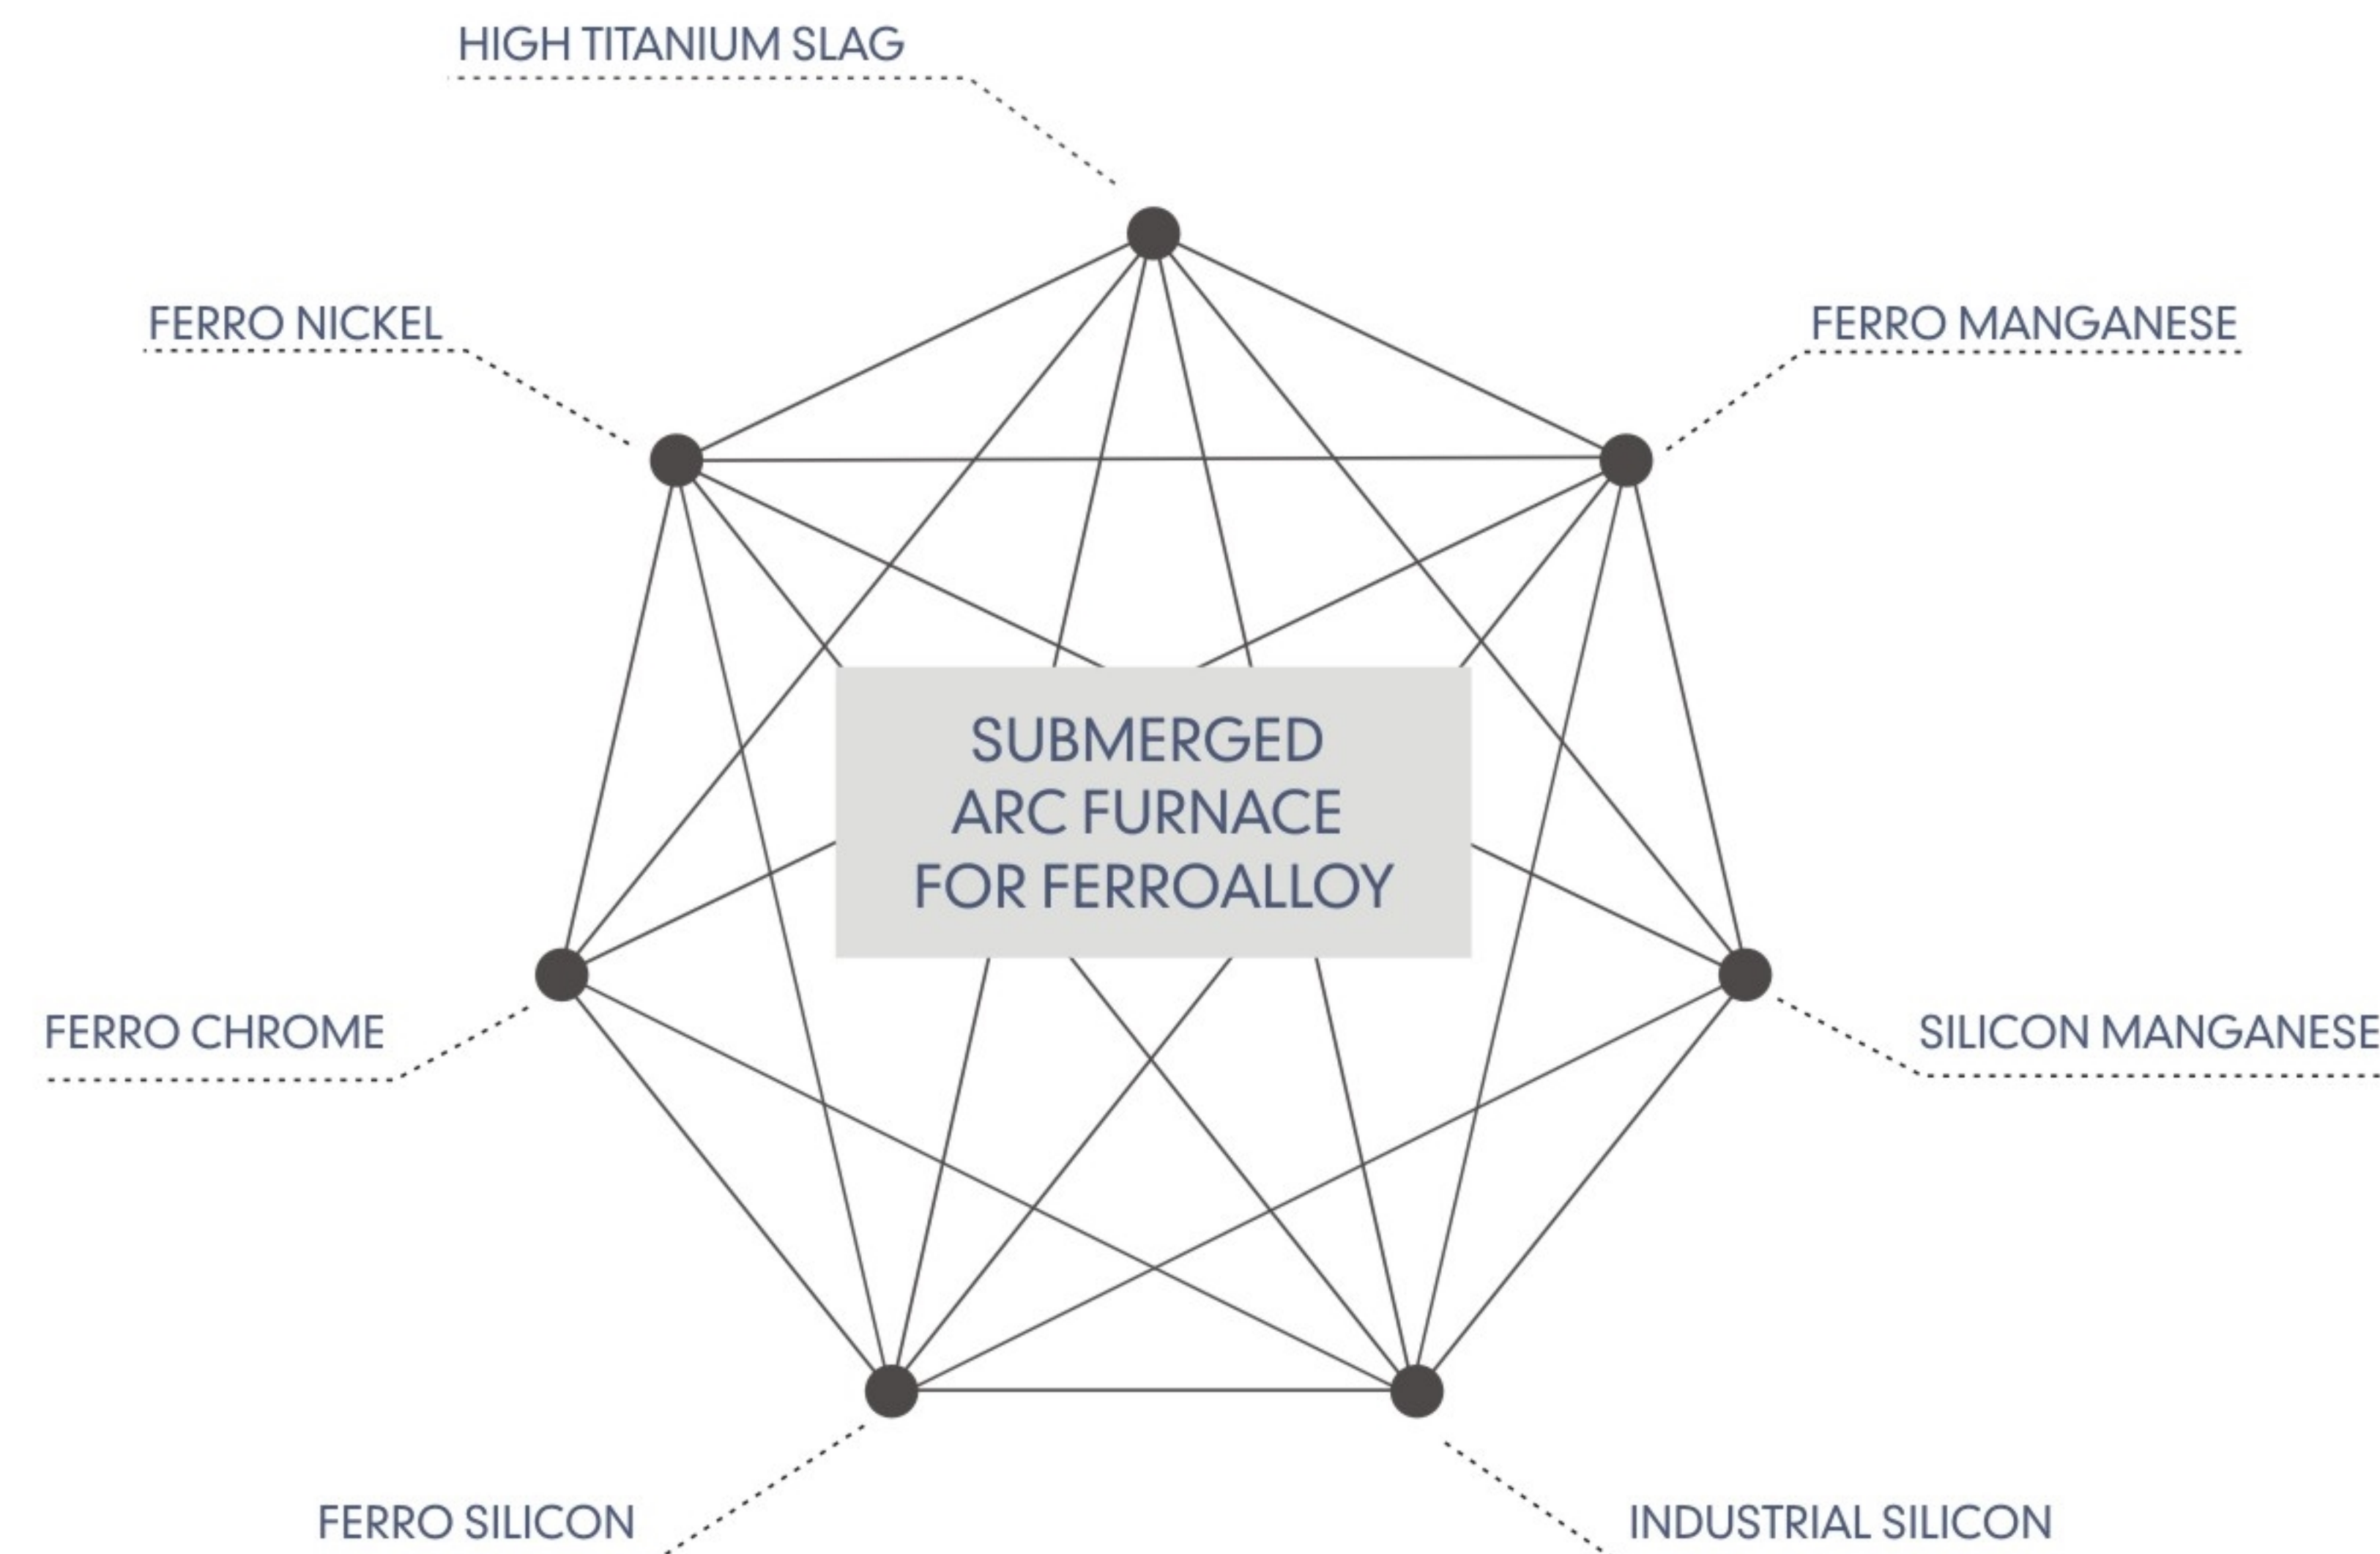 HIGH TITANIUM SLAG
FERRO NICKEL
FERRO MANGANESE
SUBMERGED
ARC FURNACE
FOR FERROALLOY
FERRO CHROME
SILICON MANGANESE
FERRO SILICON
INDUSTRIAL SILICON